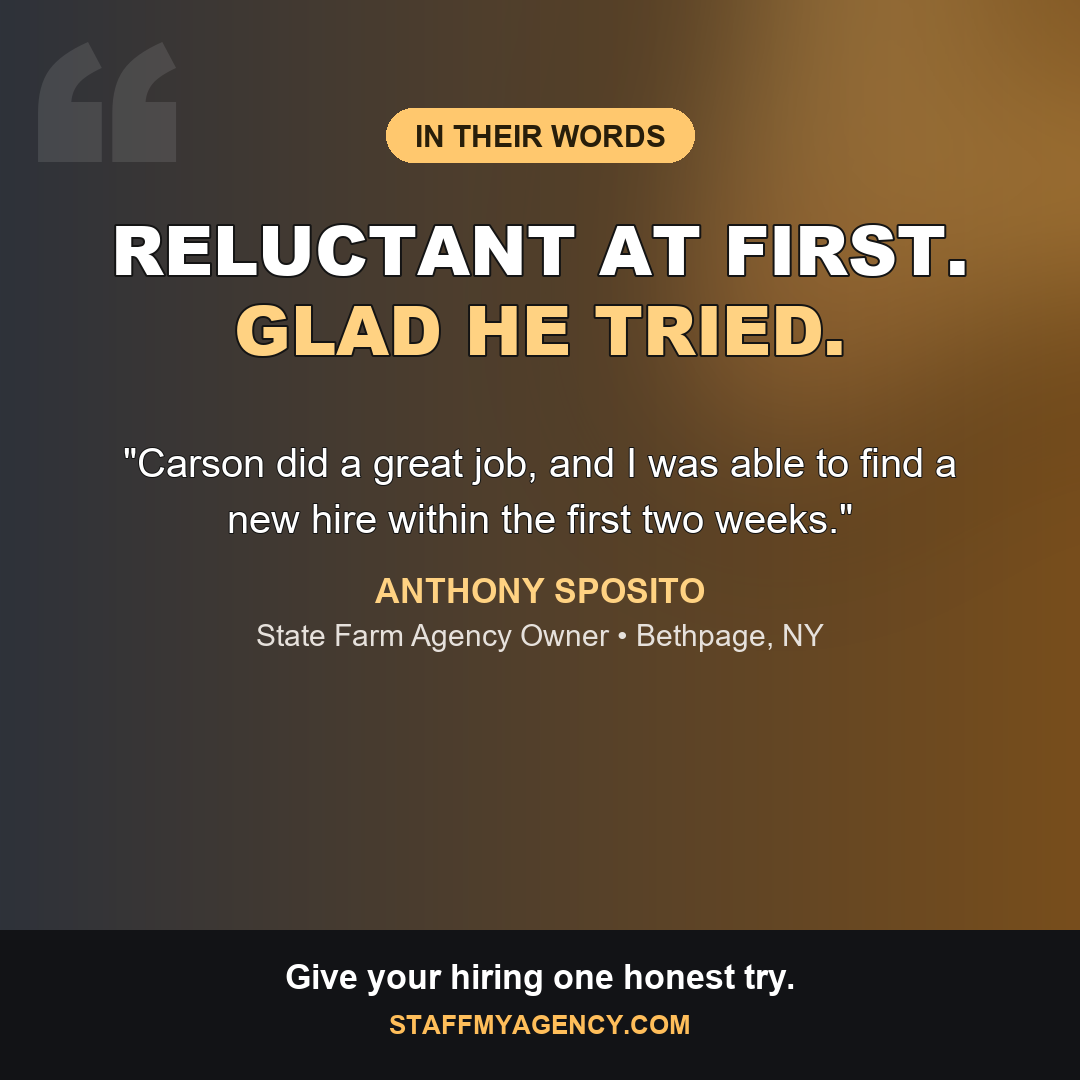 IN THEIR WORDS
RELUCTANT AT FIRST.
GLAD HE TRIED.
"Carson did a great job, and I was able to find a
new hire within the first two weeks."
ANTHONY SPOSITO
State Farm Agency Owner • Bethpage, NY
Give your hiring one honest try.
STAFFMYAGENCY.COM